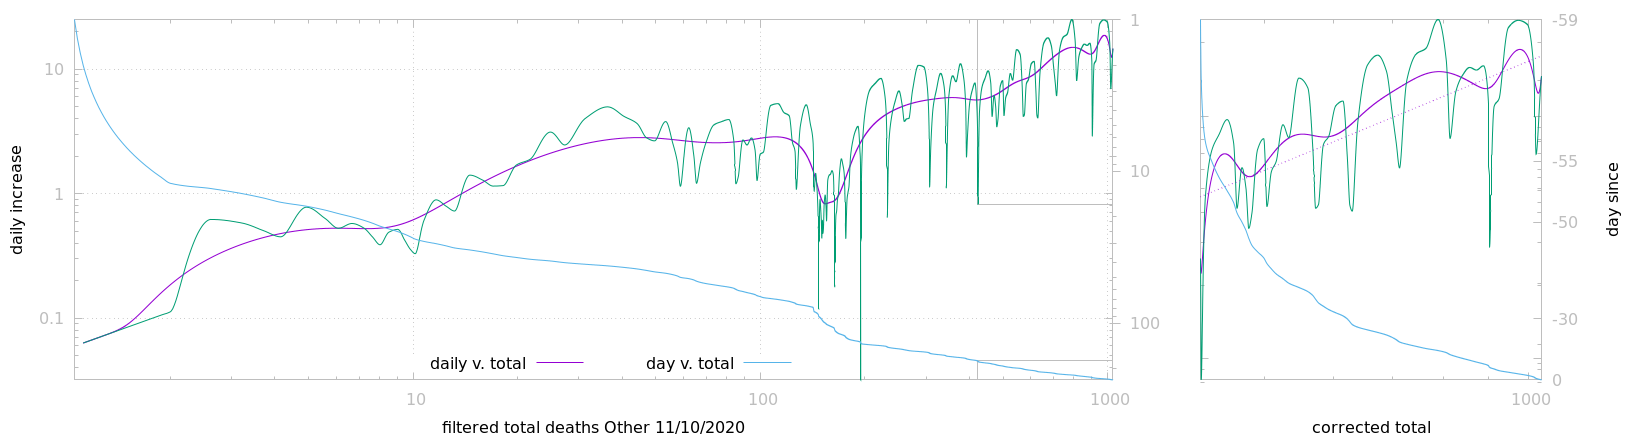 daily increase
10
1
0.1
1
10
100
daily v. total
day v. total
10
100
1000
filtered total deaths Other 11/10/2020
-59
-55
-50
-30
0
day since
1000
corrected total